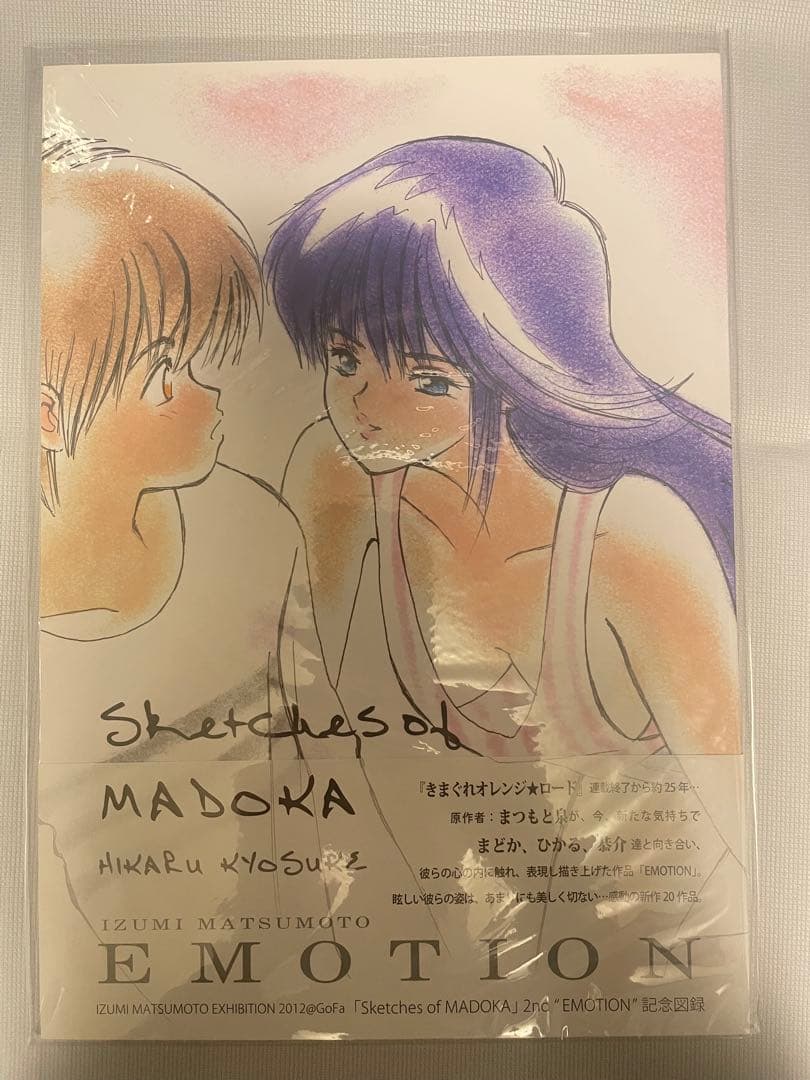 Sketches of
MADOKA
HIKARU KYOSUKE
IZUMI MATSUMOTO
EMOTION
『きまぐれオレンジ★ロード』連載終了から約25年…
原作者：まつもと泉が、今、新たな気持ちで
まどか、ひかる、恭介 達と向き合い、
彼らの心の内に触れ、表現し描き上げた作品「EMOTION」。
眩しい彼らの姿は、あまりにも美しく切ない…感動の新作20作品。
IZUMI MATSUMOTO EXHIBITION 2012@GoFa 「Sketches of MADOKA」2nd “EMOTION” 記念図録